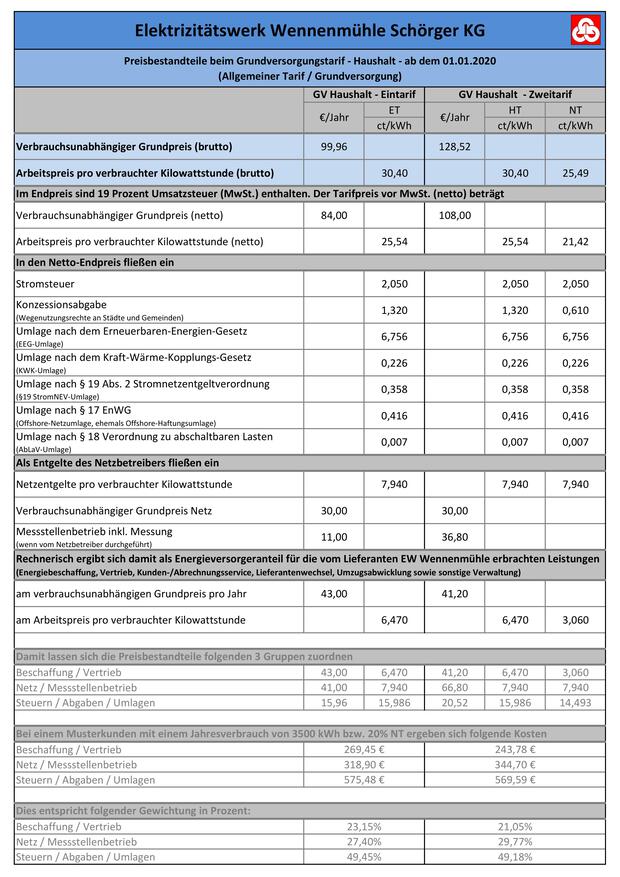 Elektrizitätswerk Wennenmühle Schörger KG
Preisbestandteile beim Grundversorgungstarif - Haushalt - ab dem 01.01.2020
(Allgemeiner Tarif / Grundversorgung)
GV Haushalt - Eintarif GV Haushalt - Zweitarif
€/Jahr ET €/Jahr HT NT
ct/kWh ct/kWh ct/kWh
Verbrauchsunabhängiger Grundpreis (brutto) 99,96 128,52
Arbeitspreis pro verbrauchter Kilowattstunde (brutto) 30,40 30,40 25,49
Im Endpreis sind 19 Prozent Umsatzsteuer (MwSt.) enthalten. Der Tarifpreis vor MwSt. (netto) beträgt
Verbrauchsunabhängiger Grundpreis (netto) 84,00 108,00
Arbeitspreis pro verbrauchter Kilowattstunde (netto) 25,54 25,54 21,42
In den Netto-Endpreis fließen ein
Stromsteuer 2,050 2,050 2,050
Konzessionsabgabe 1,320 1,320 0,610
(Wegenutzungsrechte an Städte und Gemeinden)
Umlage nach dem Erneuerbaren-Energien-Gesetz 6,756 6,756 6,756
(EEG-Umlage)
Umlage nach dem Kraft-Wärme-Kopplungs-Gesetz 0,226 0,226 0,226
(KWK-Umlage)
Umlage nach § 19 Abs. 2 Stromnetzentgeltverordnung 0,358 0,358 0,358
(§19 StromNEV-Umlage)
Umlage nach § 17 EnWG 0,416 0,416 0,416
(Offshore-Netzumlage, ehemals Offshore-Haftungsumlage)
Umlage nach § 18 Verordnung zu abschaltbaren Lasten 0,007 0,007 0,007
(AbLaV-Umlage)
Als Entgelte des Netzbetreibers fließen ein
Netzentgelte pro verbrauchter Kilowattstunde 7,940 7,940 7,940
Verbrauchsunabhängiger Grundpreis Netz 30,00 30,00
Messstellenbetrieb inkl. Messung 11,00 36,80
(wenn vom Netzbetreiber durchgeführt)
Rechnerisch ergibt sich damit als Energieversorgeranteil für die vom Lieferanten EW Wennenmühle erbrachten Leistungen
(Energiebeschaffung, Vertrieb, Kunden-/Abrechnungsservice, Lieferantenwechsel, Umzugsabwicklung sowie sonstige Verwaltung)
am verbrauchsunabhängigen Grundpreis pro Jahr 43,00 41,20
am Arbeitspreis pro verbrauchter Kilowattstunde 6,470 6,470 3,060
Damit lassen sich die Preisbestandteile folgenden 3 Gruppen zuordnen
Beschaffung / Vertrieb 43,00 6,470 41,20 6,470 3,060
Netz / Messstellenbetrieb 41,00 7,940 66,80 7,940 7,940
Steuern / Abgaben / Umlagen 15,96 15,986 20,52 15,986 14,493
Bei einem Musterkunden mit einem Jahresverbrauch von 3500 kWh bzw. 20% NT ergeben sich folgende Kosten
Beschaffung / Vertrieb 269,45 € 243,78 €
Netz / Messstellenbetrieb 318,90 € 344,70 €
Steuern / Abgaben / Umlagen 575,48 € 569,59 €
Dies entspricht folgender Gewichtung in Prozent:
Beschaffung / Vertrieb 23,15% 21,05%
Netz / Messstellenbetrieb 27,40% 29,77%
Steuern / Abgaben / Umlagen 49,45% 49,18%